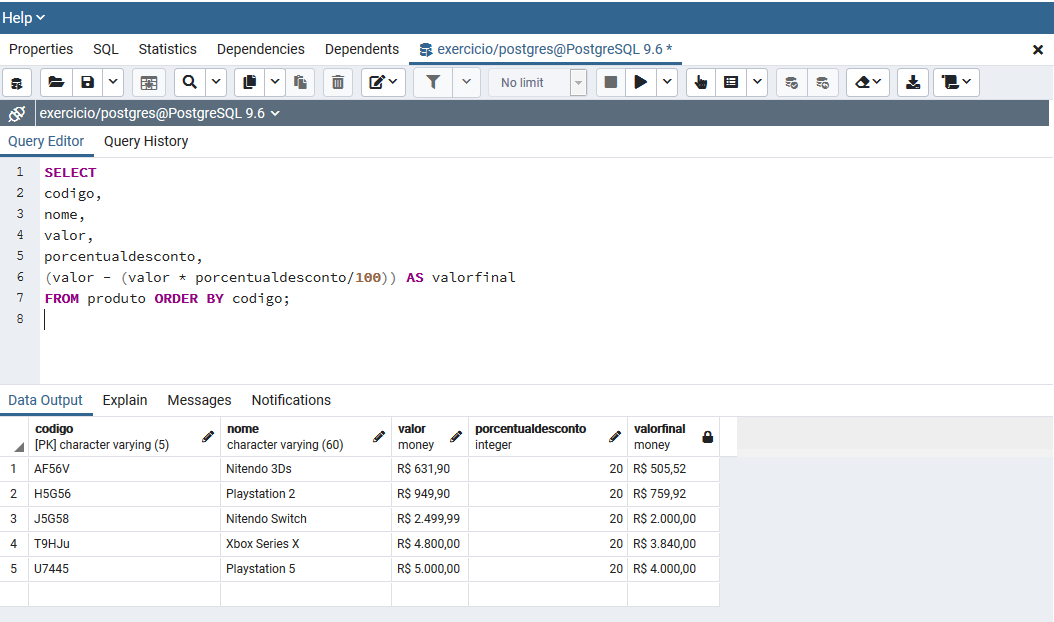 Help
Properties SQL Statistics Dependencies Dependents exercicio/postgres@PostgreSQL 9.6 *
No limit
exercicio/postgres@PostgreSQL 9.6
Query Editor Query History
1 SELECT
2 codigo,
3 nome,
4 valor,
5 porcentualdesconto,
6 (valor - (valor * porcentualdesconto/100)) AS valorfinal
7 FROM produto ORDER BY codigo;
8
Data Output Explain Messages Notifications
codigo nome valor porcentualdesconto valorfinal
[PK] character varying (5) character varying (60) money integer money
1 AF56V Nitendo 3Ds R$ 631,90 20 R$ 505,52
2 H5G56 Playstation 2 R$ 949,90 20 R$ 759,92
3 J5G58 Nitendo Switch R$ 2.499,99 20 R$ 2.000,00
4 T9HJu Xbox Series X R$ 4.800,00 20 R$ 3.840,00
5 U7445 Playstation 5 R$ 5.000,00 20 R$ 4.000,00